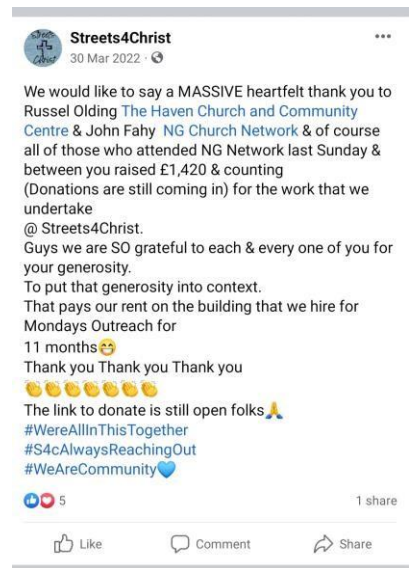 Streets4Christ
30 Mar 2022 ·
We would like to say a MASSIVE heartfelt thank you to
Russel Olding The Haven Church and Community
Centre & John Fahy NG Church Network & of course
all of those who attended NG Network last Sunday &
between you raised £1,420 & counting
(Donations are still coming in) for the work that we
undertake
@ Streets4Christ.
Guys we are SO grateful to each & every one of you for
your generosity.
To put that generosity into context.
That pays our rent on the building that we hire for
Mondays Outreach for
11 months😁
Thank you Thank you Thank you
👏👏👏👏👏👏👏
The link to donate is still open folks🙏
#WereAllInThisTogether
#S4cAlwaysReachingOut
#WeAreCommunity🩵
5
1 share
Like
Comment
Share